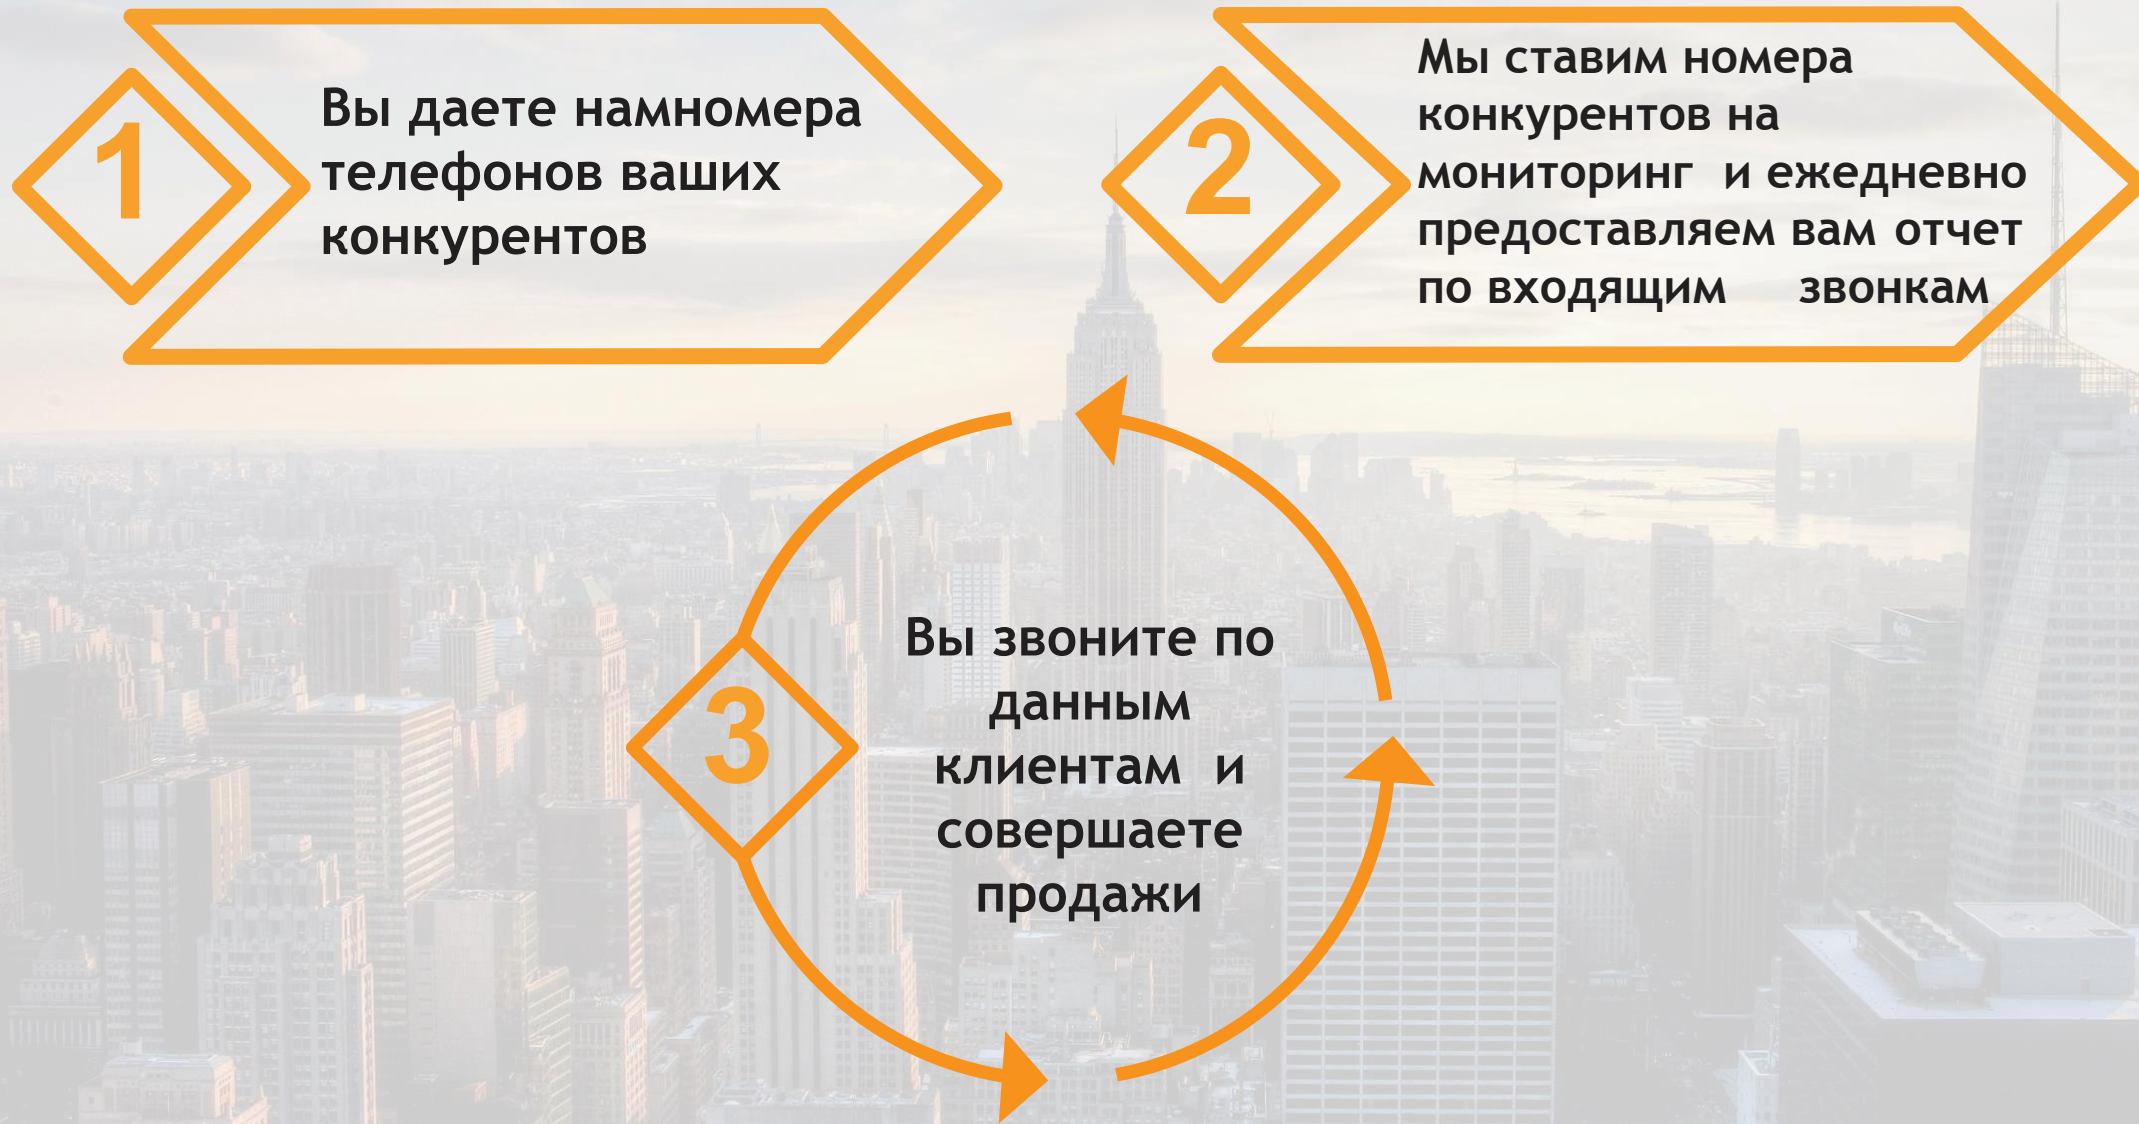 1
Вы даете намномера
телефонов ваших
конкурентов
2
Мы ставим номера
конкурентов на
мониторинг и ежедневно
предоставляем вам отчет
по входящим звонкам
3
Вы звоните по
данным
клиентам и
совершаете
продажи